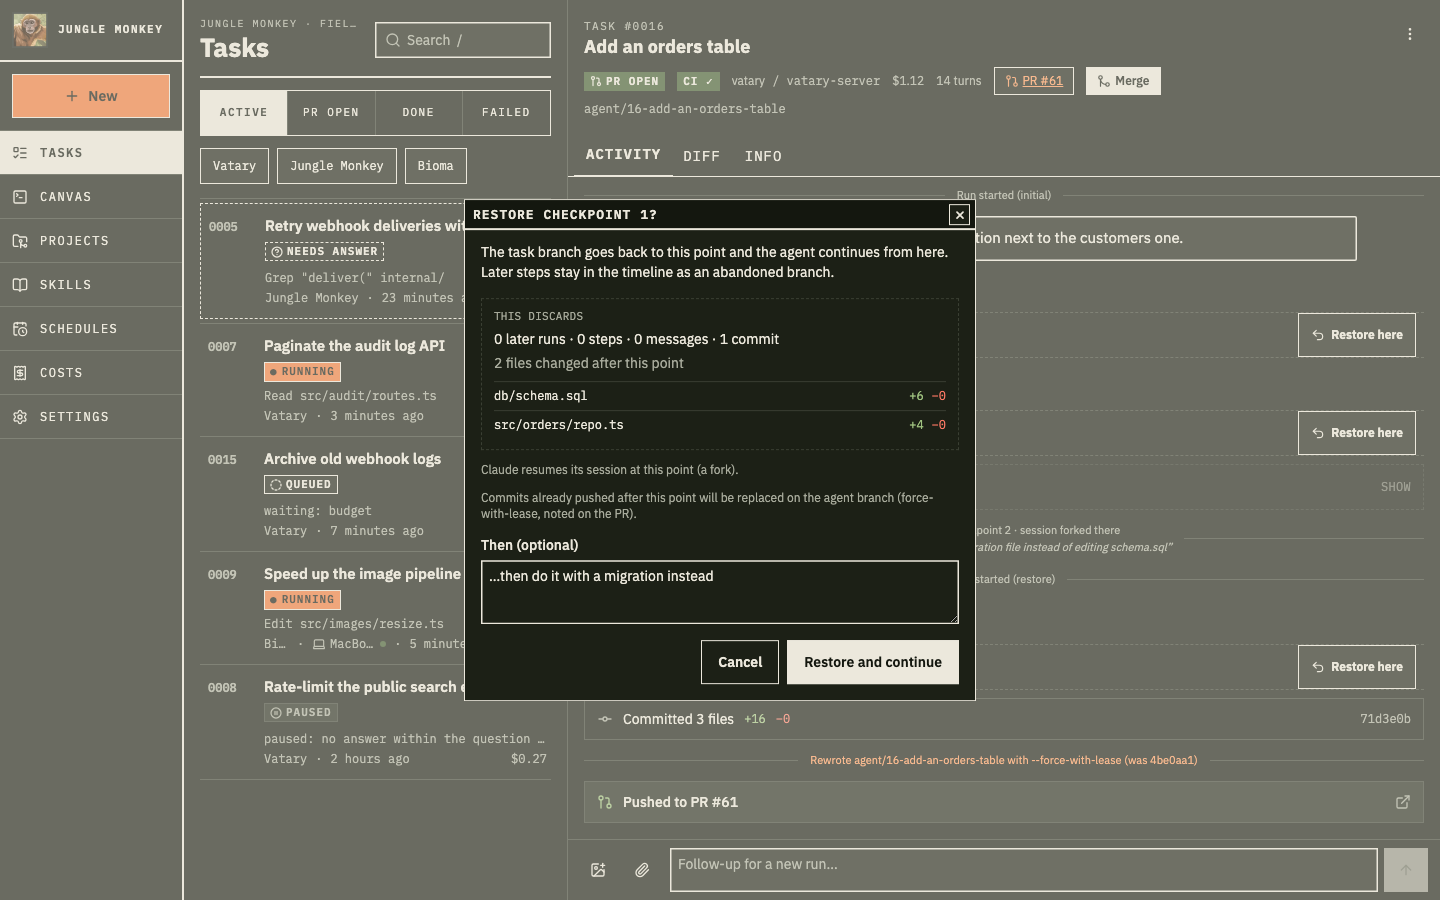 JUNGLE MONKEY
New
TASKS
CANVAS
PROJECTS
SKILLS
SCHEDULES
COSTS
SETTINGS
JUNGLE MONKEY · FIEL…
Tasks
Search /
ACTIVE
PR OPEN
DONE
FAILED
Vatary
Jungle Monkey
Bioma
0005
Retry webhook deliveries wit
NEEDS ANSWER
Grep "deliver(" internal/
Jungle Monkey · 23 minutes a
0007
Paginate the audit log API
RUNNING
Read src/audit/routes.ts
Vatary · 3 minutes ago
0015
Archive old webhook logs
QUEUED
waiting: budget
Vatary · 7 minutes ago
0009
Speed up the image pipeline
RUNNING
Edit src/images/resize.ts
Bi… · MacBo… · 5 minute
0008
Rate-limit the public search
PAUSED
paused: no answer within the question …
Vatary · 2 hours ago $0.27
TASK #0016
Add an orders table
PR OPEN
CI ✓
vatary / vatary-server
$1.12
14 turns
PR #61
Merge
agent/16-add-an-orders-table
ACTIVITY
DIFF
INFO
Run started (initial)
tion next to the customers one.
Restore here
Restore here
SHOW
point 2 · session forked there
ration file instead of editing schema.sql"
started (restore)
Restore here
Committed 3 files +16 −0
71d3e0b
Rewrote agent/16-add-an-orders-table with --force-with-lease (was 4be0aa1)
Pushed to PR #61
Follow-up for a new run…
RESTORE CHECKPOINT 1?
The task branch goes back to this point and the agent continues from here.
Later steps stay in the timeline as an abandoned branch.
THIS DISCARDS
0 later runs · 0 steps · 0 messages · 1 commit
2 files changed after this point
db/schema.sql +6 −0
src/orders/repo.ts +4 −0
Claude resumes its session at this point (a fork).
Commits already pushed after this point will be replaced on the agent branch (force-
with-lease, noted on the PR).
Then (optional)
…then do it with a migration instead
Cancel
Restore and continue